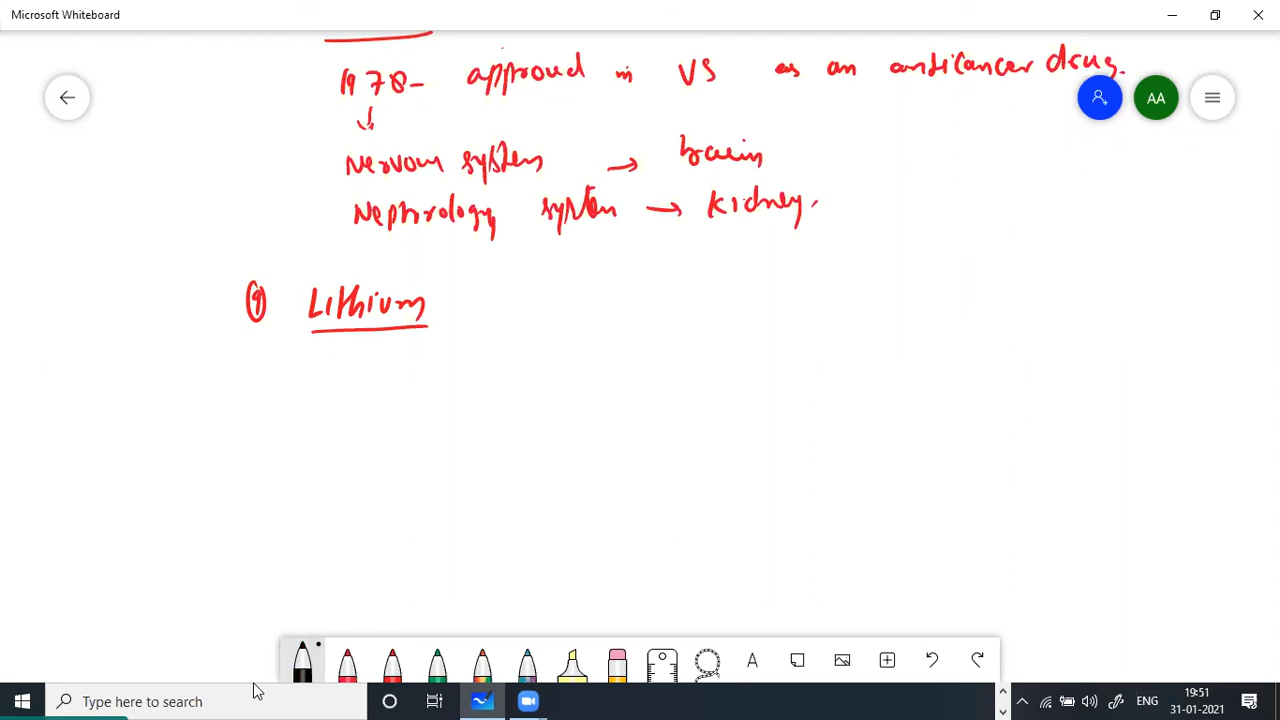 Microsoft Whiteboard
1978- approved in US as an anticancer drug.
AA
Nervous system → brain
Nephrology system → kidney.
9 Lithium
A
Type here to search
ENG
19:51
31-01-2021